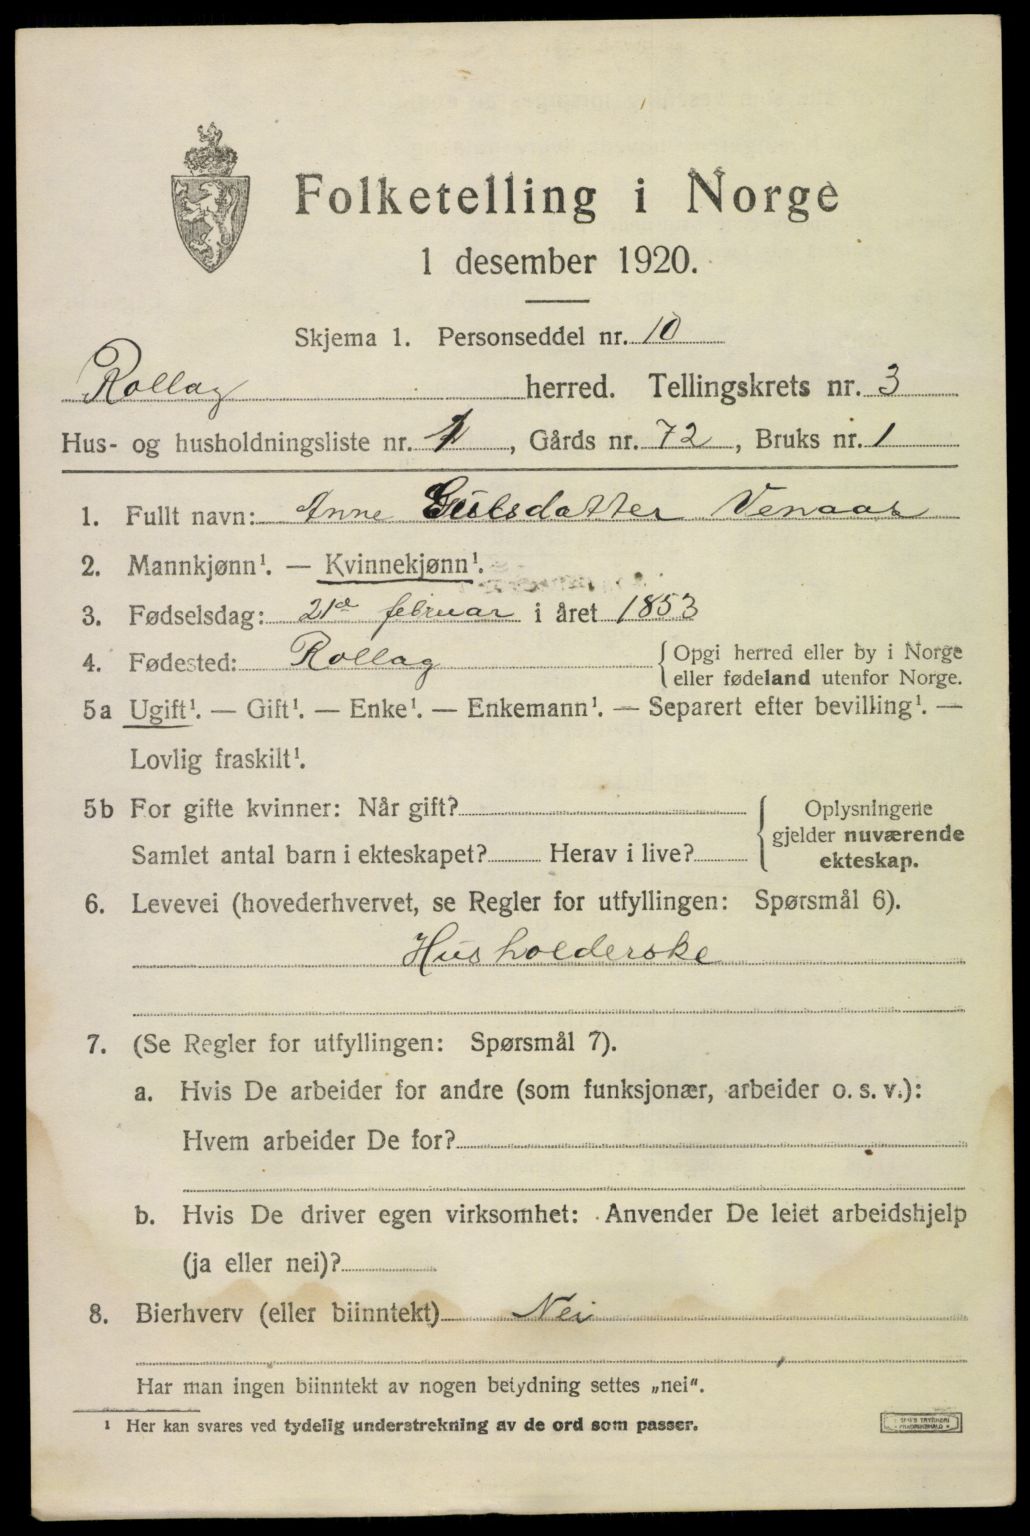 Folketelling i Norge
1 desember 1920.
Skjema 1. Personseddel nr. 10
Rollag herred. Tellingskrets nr. 3
Hus- og husholdningsliste nr. 1, Gårds nr. 72, Bruks nr. 1
1. Fullt navn: Anne Gulsdatter Venaas
2. Mannkjønn¹. — Kvinnekjønn¹.
3. Fødselsdag: 21de februar i året 1853
4. Fødested: Rollag { Opgi herred eller by i Norge
eller fødeland utenfor Norge.
5a Ugift¹. — Gift¹. — Enke¹. — Enkemann¹. — Separert efter bevilling¹. —
Lovlig fraskilt¹.
5b For gifte kvinner: Når gift?
Samlet antal barn i ekteskapet? Herav i live?
{ Oplysningene
gjelder nuværende
ekteskap.
6. Levevei (hovederhvervet, se Regler for utfyllingen: Spørsmål 6).
Husholderske
7. (Se Regler for utfyllingen: Spørsmål 7).
a. Hvis De arbeider for andre (som funksjonær, arbeider o. s. v.):
Hvem arbeider De for?
b. Hvis De driver egen virksomhet: Anvender De leiet arbeidshjelp
(ja eller nei)?
8. Bierhverv (eller biinntekt) Nei
Har man ingen biinntekt av nogen betydning settes „nei“.
¹ Her kan svares ved tydelig understrekning av de ord som passer.